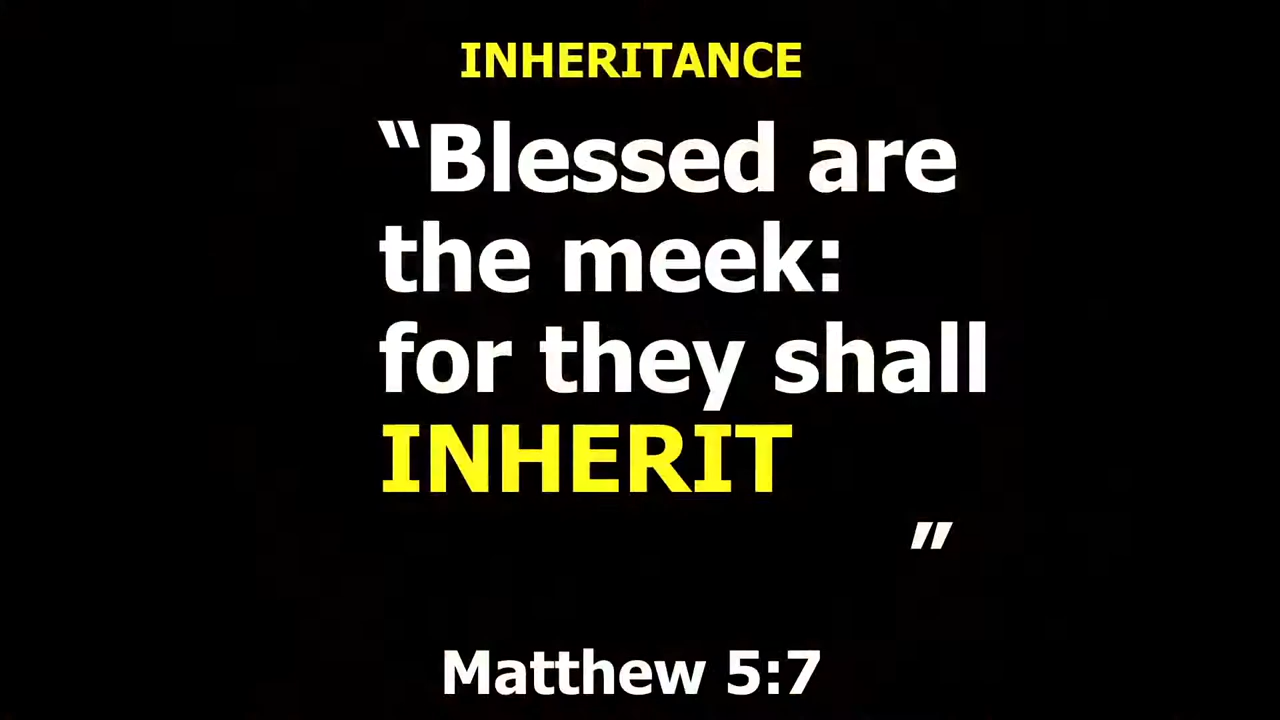 INHERITANCE
“Blessed are
the meek:
for they shall
INHERIT
”
Matthew 5:7